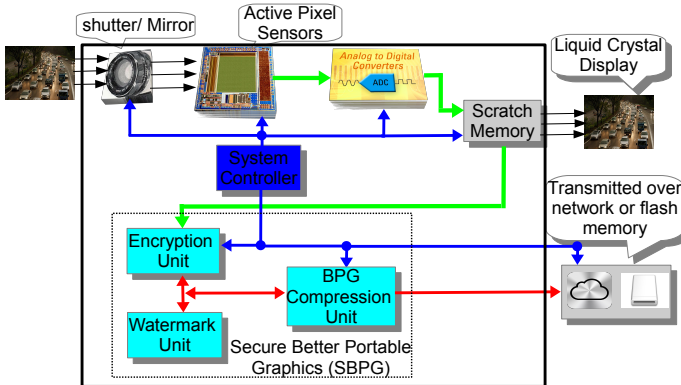 shutter/ Mirror
Active Pixel
Sensors
Analog to Digital
Converters
ADC
Liquid Crystal
Display
Scratch
Memory
System
Controller
Transmitted over
network or flash
memory
Encryption
Unit
BPG
Compression
Unit
Watermark
Unit
Secure Better Portable
Graphics (SBPG)